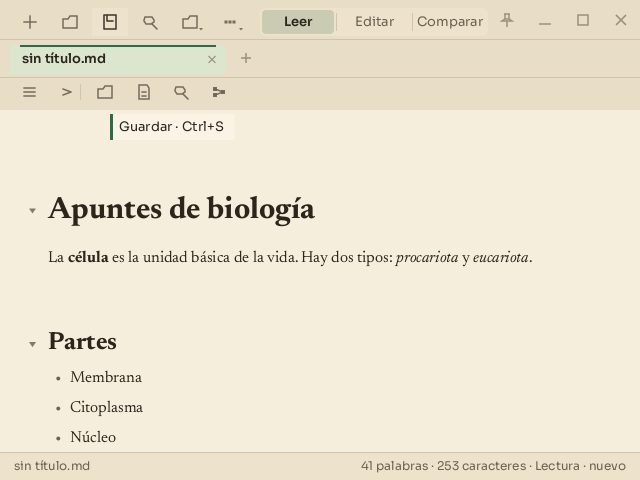 Leer
Editar
Comparar
sin título.md
Guardar · Ctrl+S
Apuntes de biología
La célula es la unidad básica de la vida. Hay dos tipos: procariota y eucariota.
Partes
• Membrana
• Citoplasma
• Núcleo
sin título.md
41 palabras · 253 caracteres · Lectura · nuevo